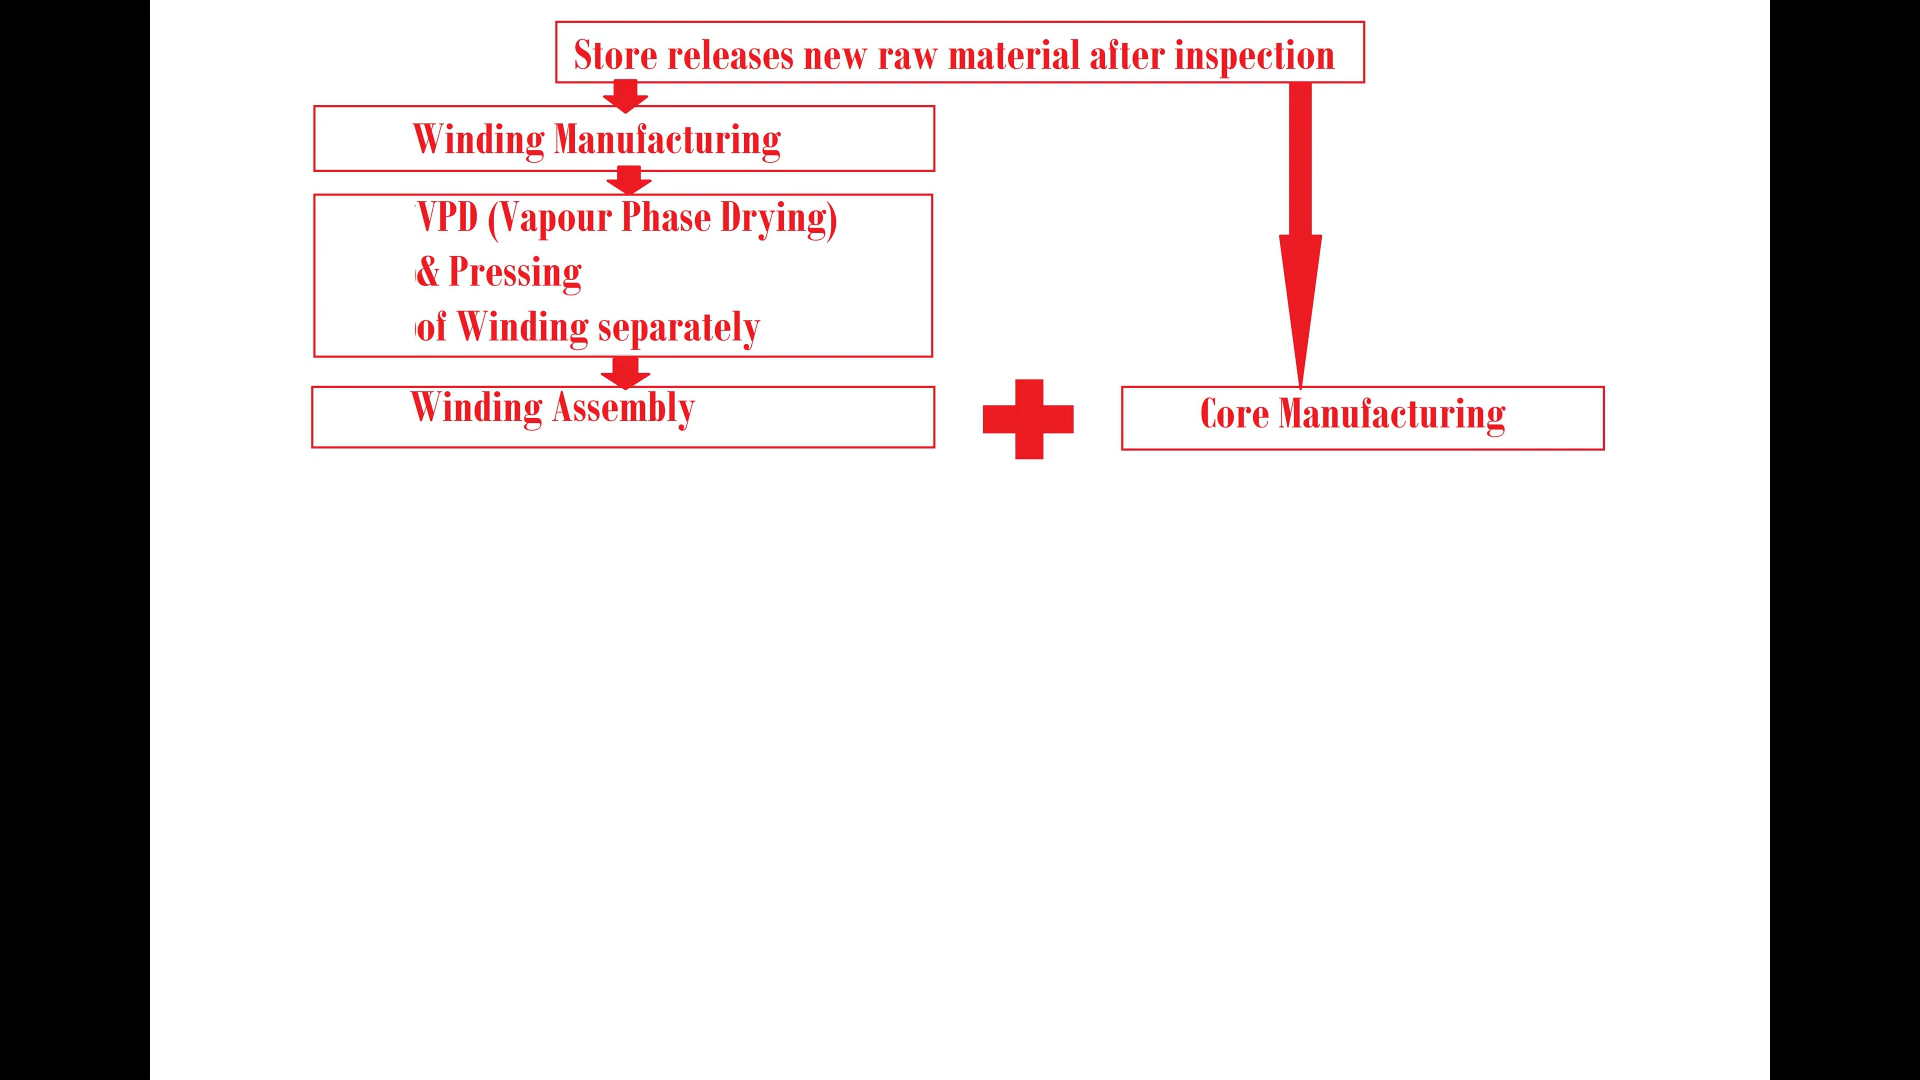 Store releases new raw material after inspection
Winding Manufacturing
VPD (Vapour Phase Drying)
& Pressing
of Winding separately
Winding Assembly
Core Manufacturing